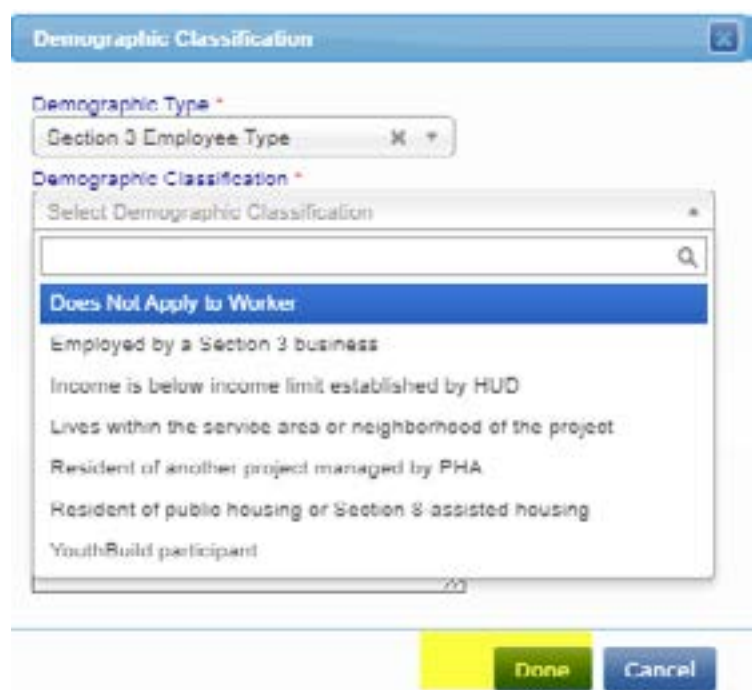 Demographic Classification
Demographic Type *
Section 3 Employee Type
Demographic Classification *
Select Demographic Classification
Does Not Apply to Worker
Employed by a Section 3 business
Income is below income limit established by HUD
Lives within the service area or neighborhood of the project
Resident of another project managed by PHA
Resident of public housing or Section 8-assisted housing
YouthBuild participant
Done Cancel